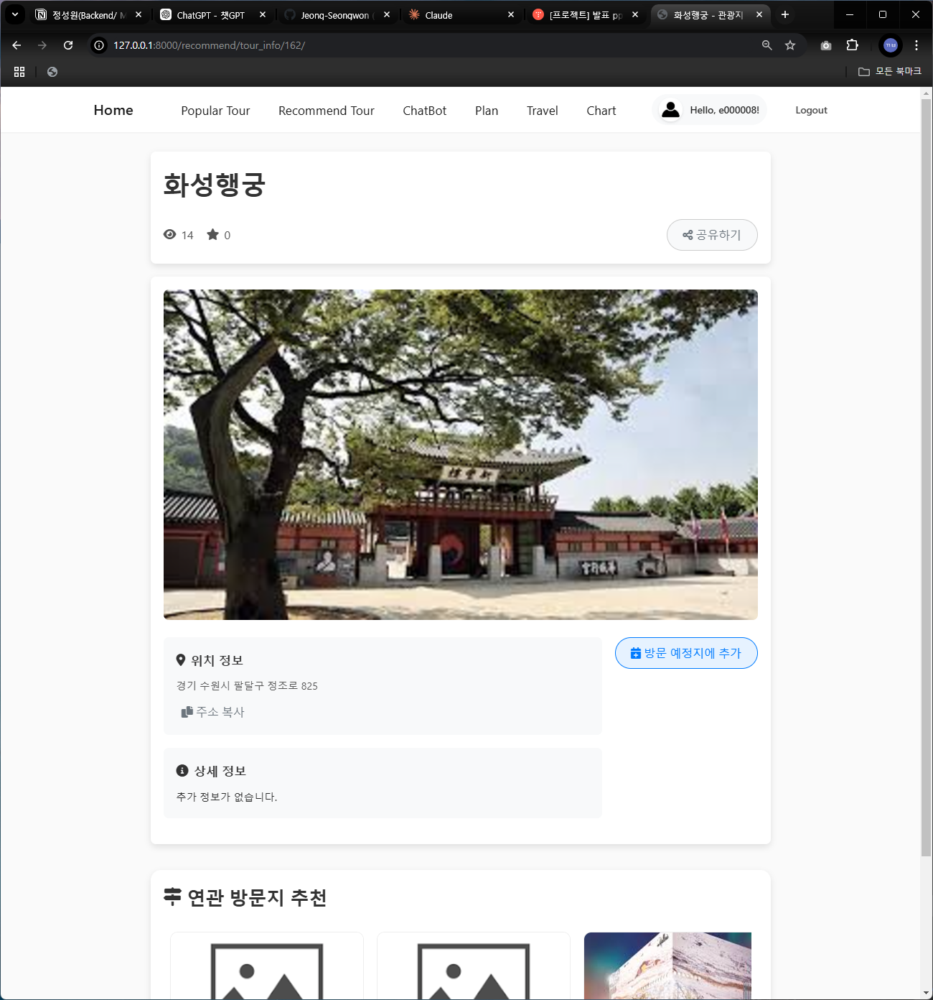 정성원(Backend/ M
ChatGPT - 챗GPT
Jeong-Seongwon (
Claude
[프로젝트] 발표 pp
화성행궁 - 관광지
127.0.0.1:8000/recommend/tour_info/162/
모든 북마크
Home
Popular Tour
Recommend Tour
ChatBot
Plan
Travel
Chart
Hello, e000008!
Logout
화성행궁
14
0
공유하기
新豊樓
위치 정보
경기 수원시 팔달구 정조로 825
주소 복사
방문 예정지에 추가
상세 정보
추가 정보가 없습니다.
연관 방문지 추천